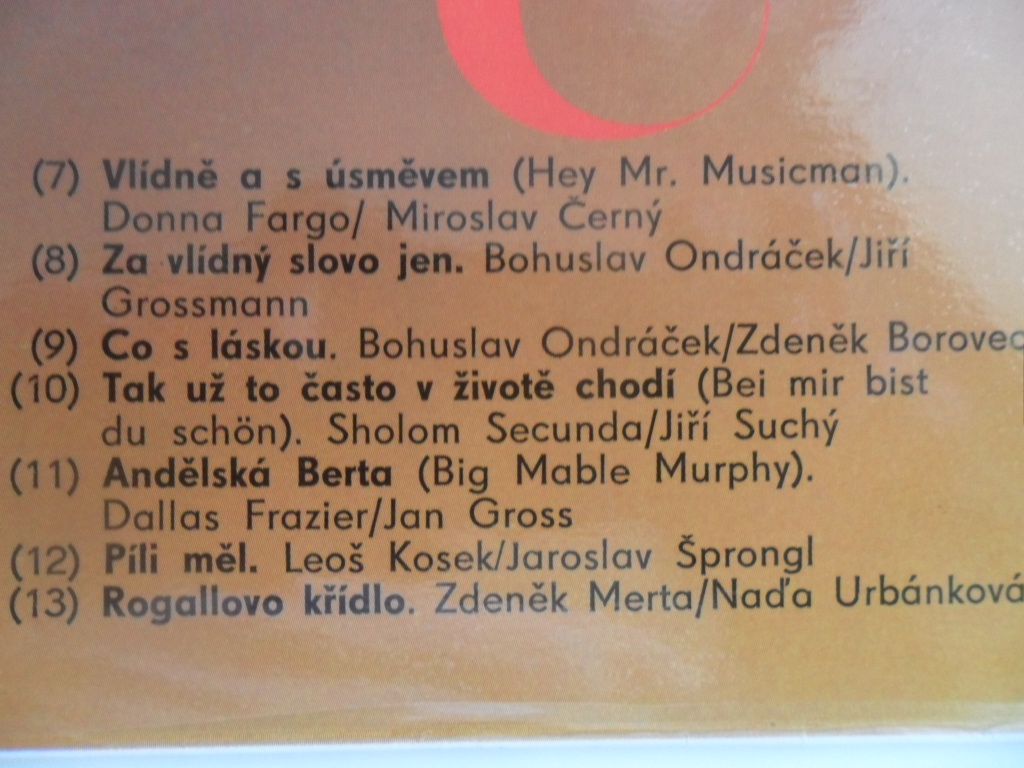 (7) Vlídně a s úsměvem (Hey Mr. Musicman).
Donna Fargo/ Miroslav Černý
(8) Za vlídný slovo jen. Bohuslav Ondráček/Jiří
Grossmann
(9) Co s láskou. Bohuslav Ondráček/Zdeněk Borovec
(10) Tak už to často v životě chodí (Bei mir bist
du schön). Sholom Secunda/Jiří Suchý
(11) Andělská Berta (Big Mable Murphy).
Dallas Frazier/Jan Gross
(12) Píli měl. Leoš Kosek/Jaroslav Šprongl
(13) Rogallovo křídlo. Zdeněk Merta/Naďa Urbánková